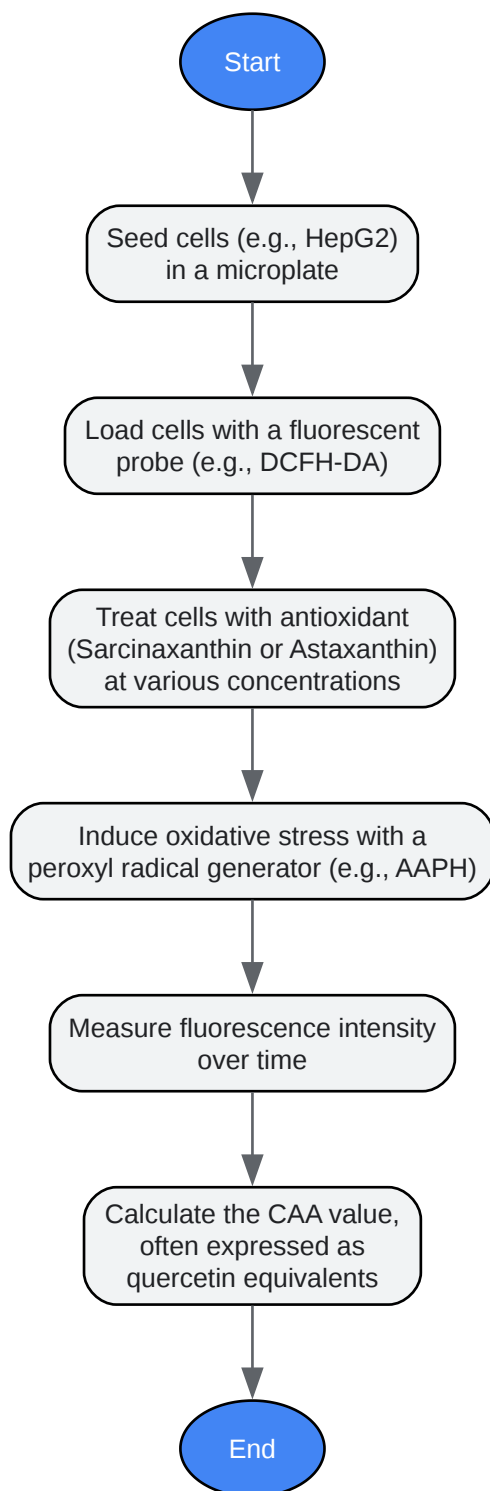 Start
Seed cells (e.g., HepG2)
in a microplate
Load cells with a fluorescent
probe (e.g., DCFH-DA)
Treat cells with antioxidant
(Sarcinaxanthin or Astaxanthin)
at various concentrations
Induce oxidative stress with a
peroxyl radical generator (e.g., AAPH)
Measure fluorescence intensity
over time
Calculate the CAA value,
often expressed as
quercetin equivalents
End